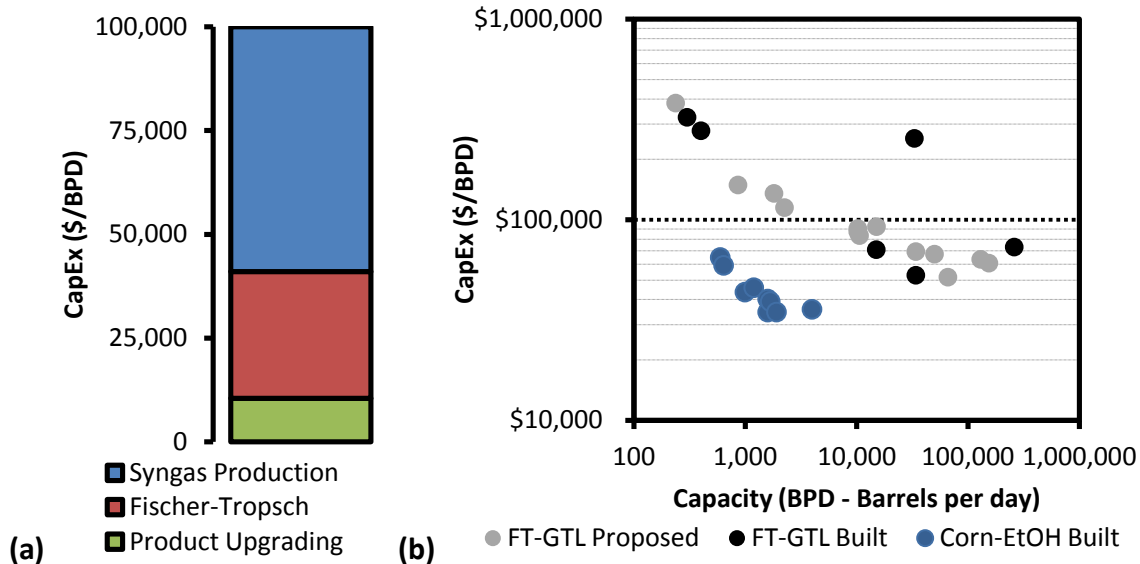 100,000
75,000
50,000
25,000
0
CapEx ($/BPD)
Syngas Production
Fischer-Tropsch
Product Upgrading
(a)
$1,000,000
$100,000
$10,000
CapEx ($/BPD)
100 1,000 10,000 100,000 1,000,000
Capacity (BPD - Barrels per day)
(b)
FT-GTL Proposed FT-GTL Built Corn-EtOH Built